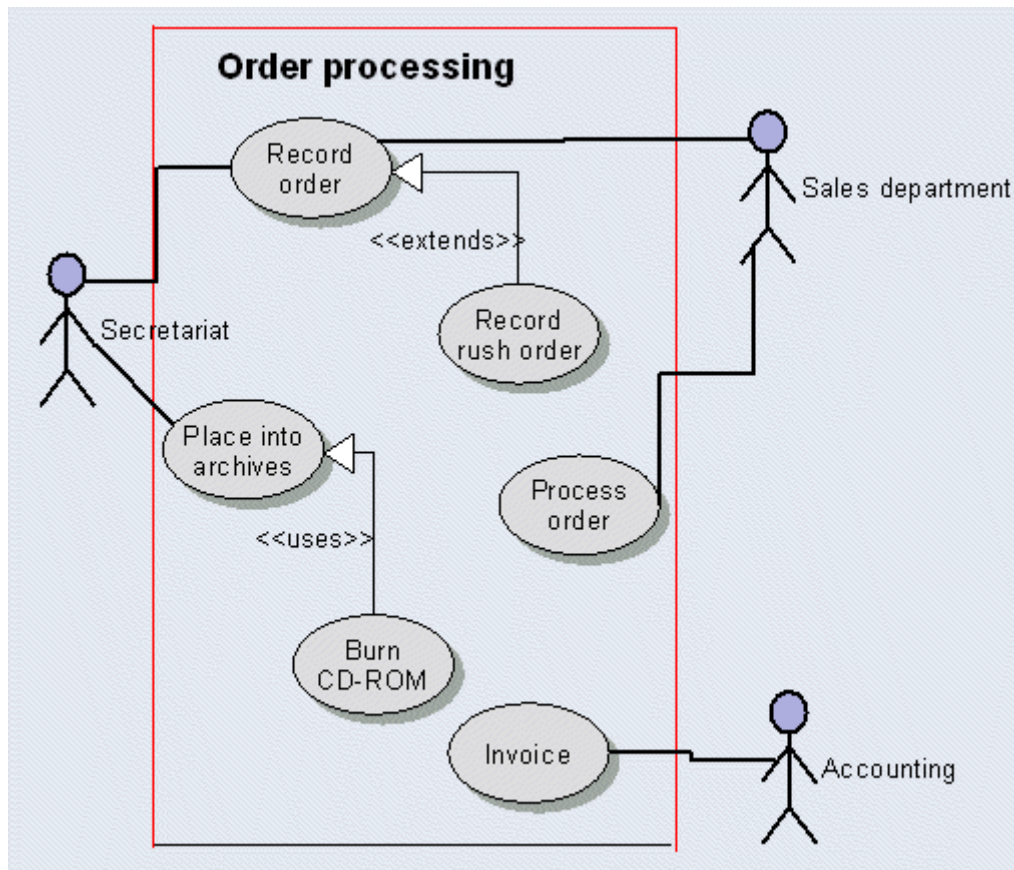 Order processing
Record
order
Sales department
<<extends>>
Record
rush order
Secretariat
Place into
archives
Process
order
<<uses>>
Burn
CD-ROM
Invoice
Accounting